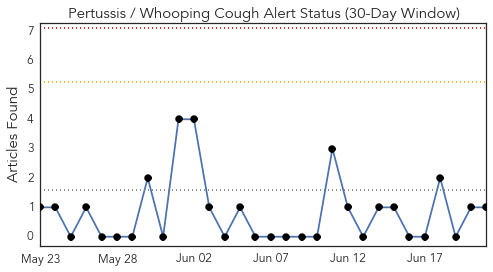 Pertussis / Whooping Cough Alert Status (30-Day Window)
Articles Found
7
6
5
4
3
2
1
0
May 23 May 28 Jun 02 Jun 07 Jun 12 Jun 17